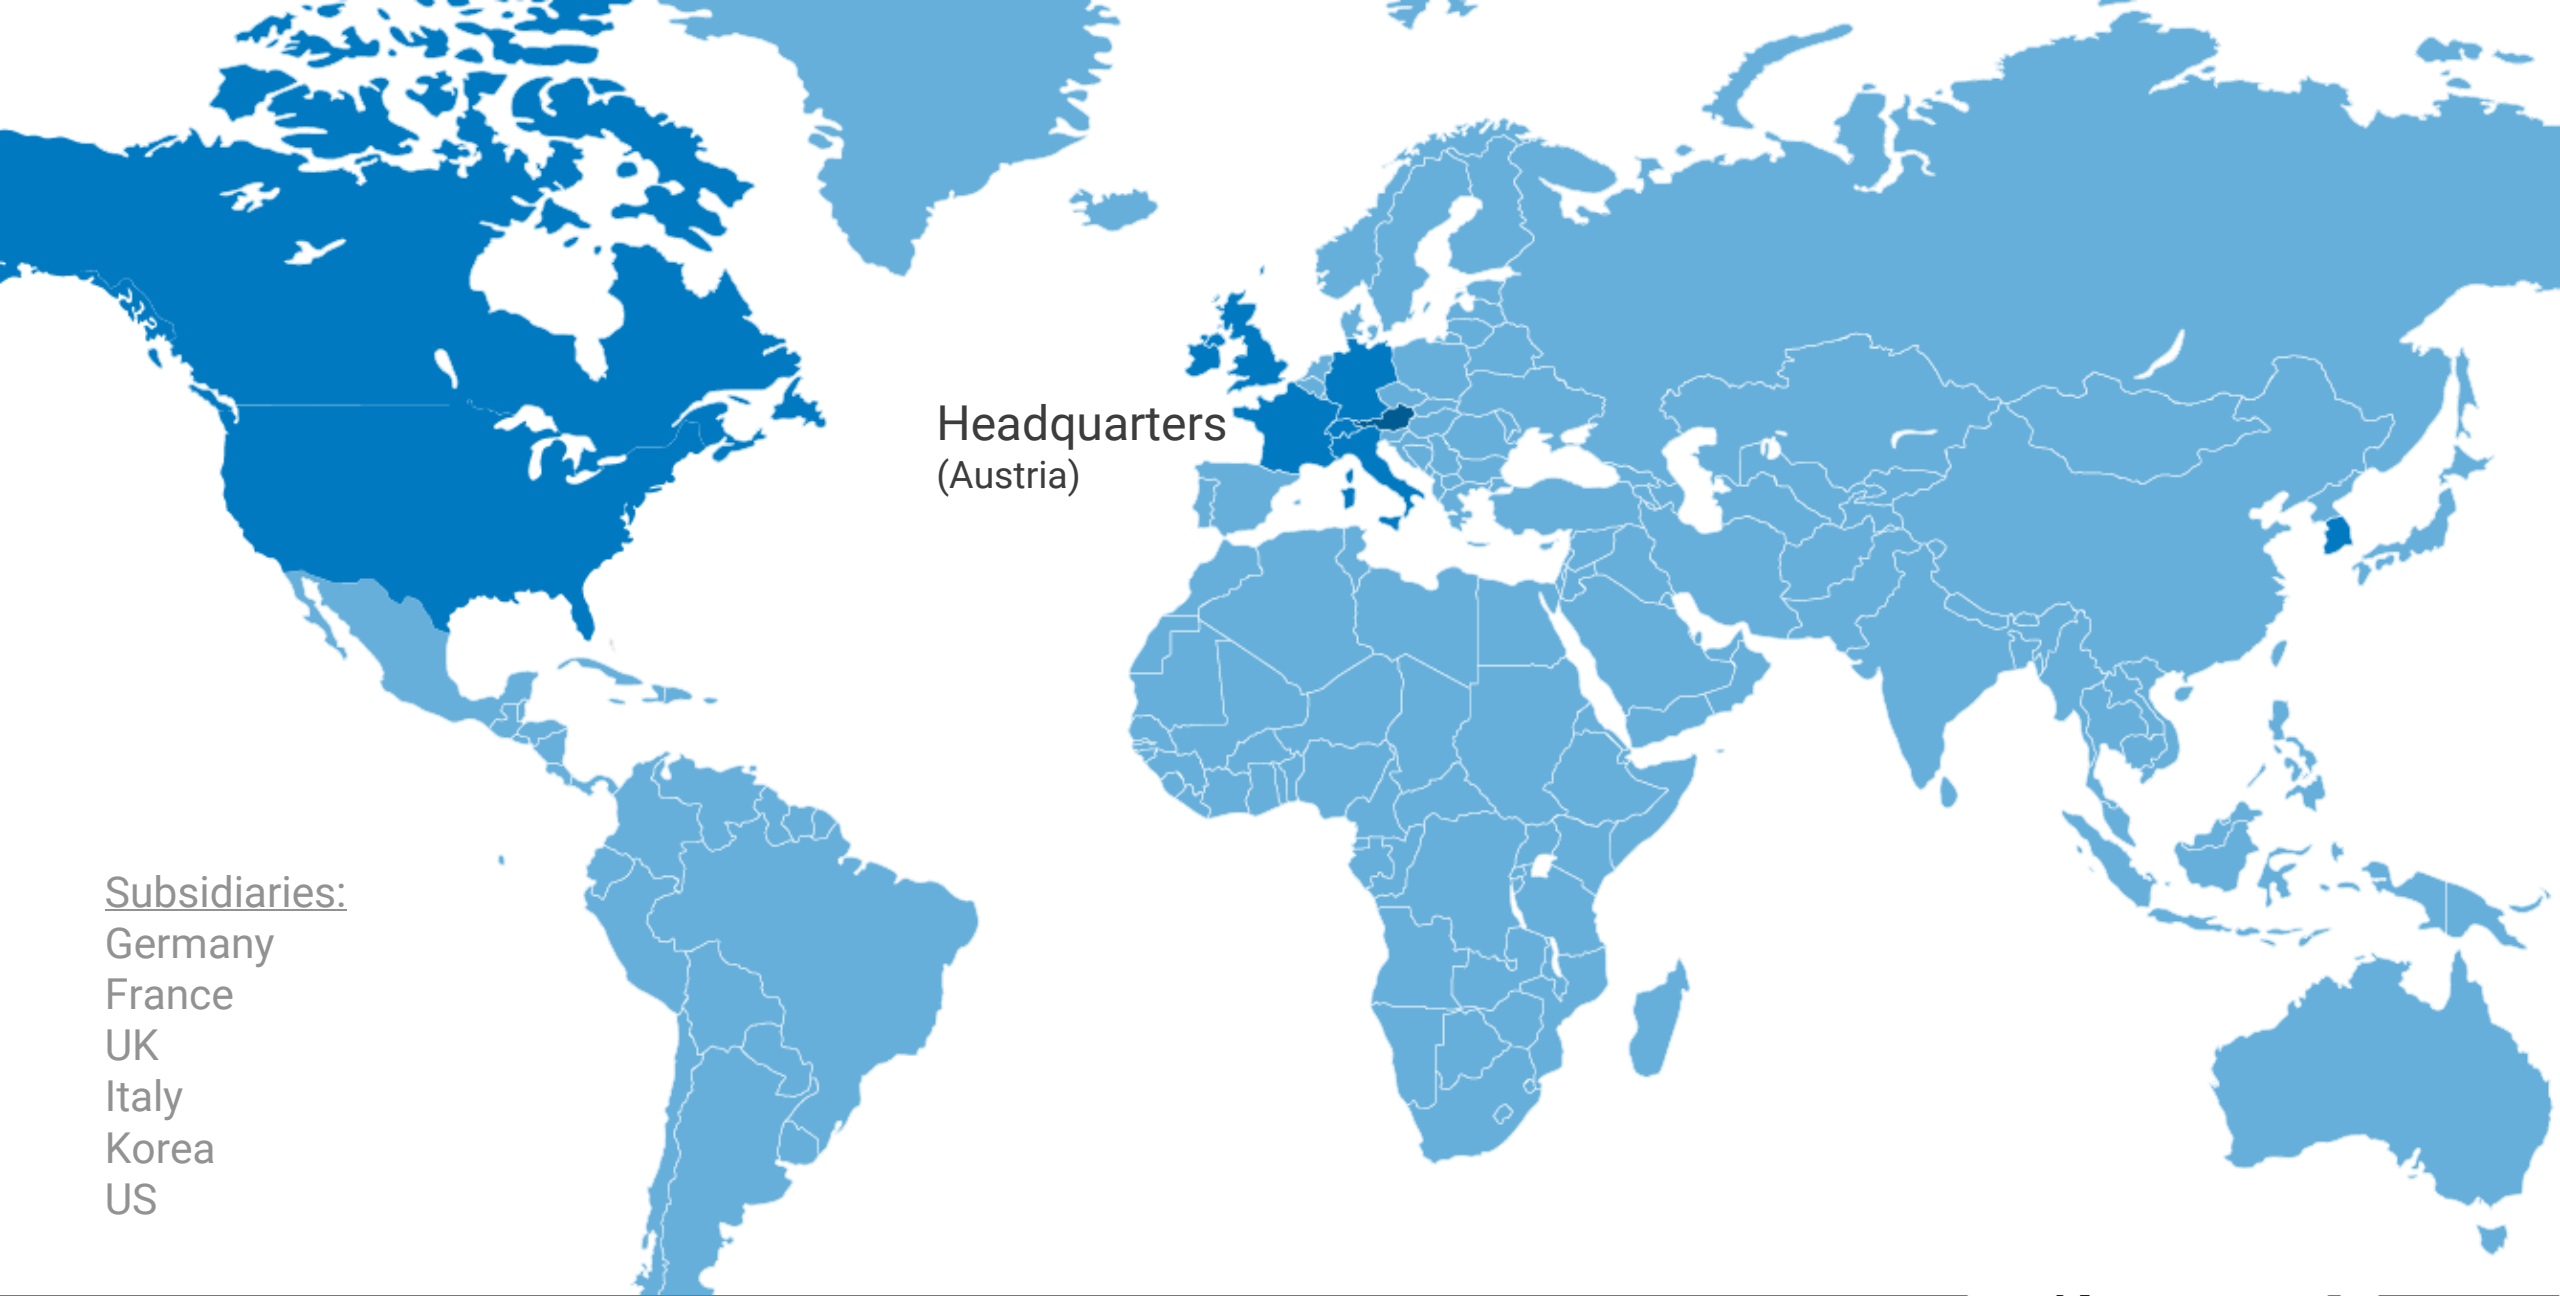 Headquarters
(Austria)
Subsidiaries:
Germany
France
UK
Italy
Korea
US